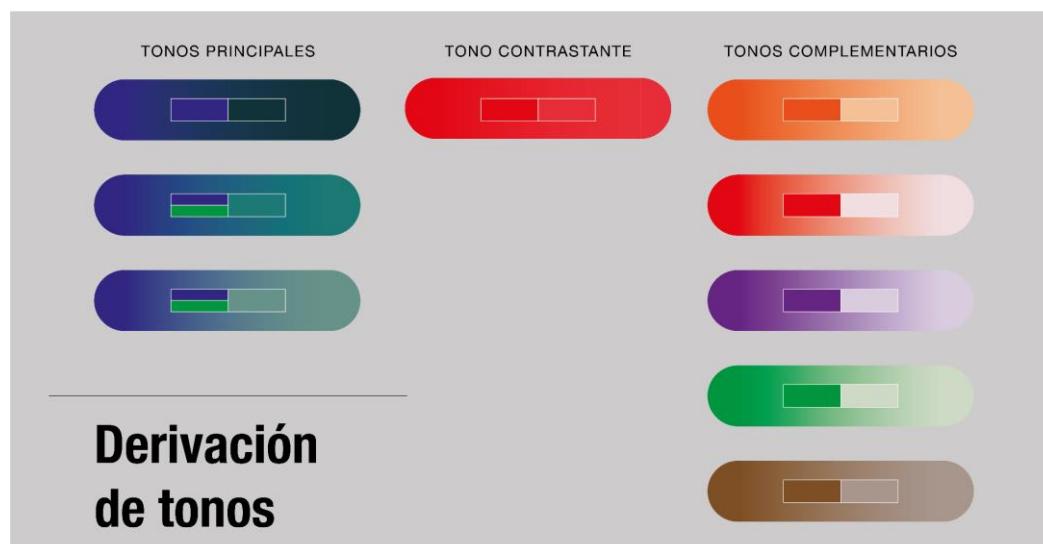 TONOS PRINCIPALES
TONO CONTRASTANTE
TONOS COMPLEMENTARIOS
Derivación
de tonos